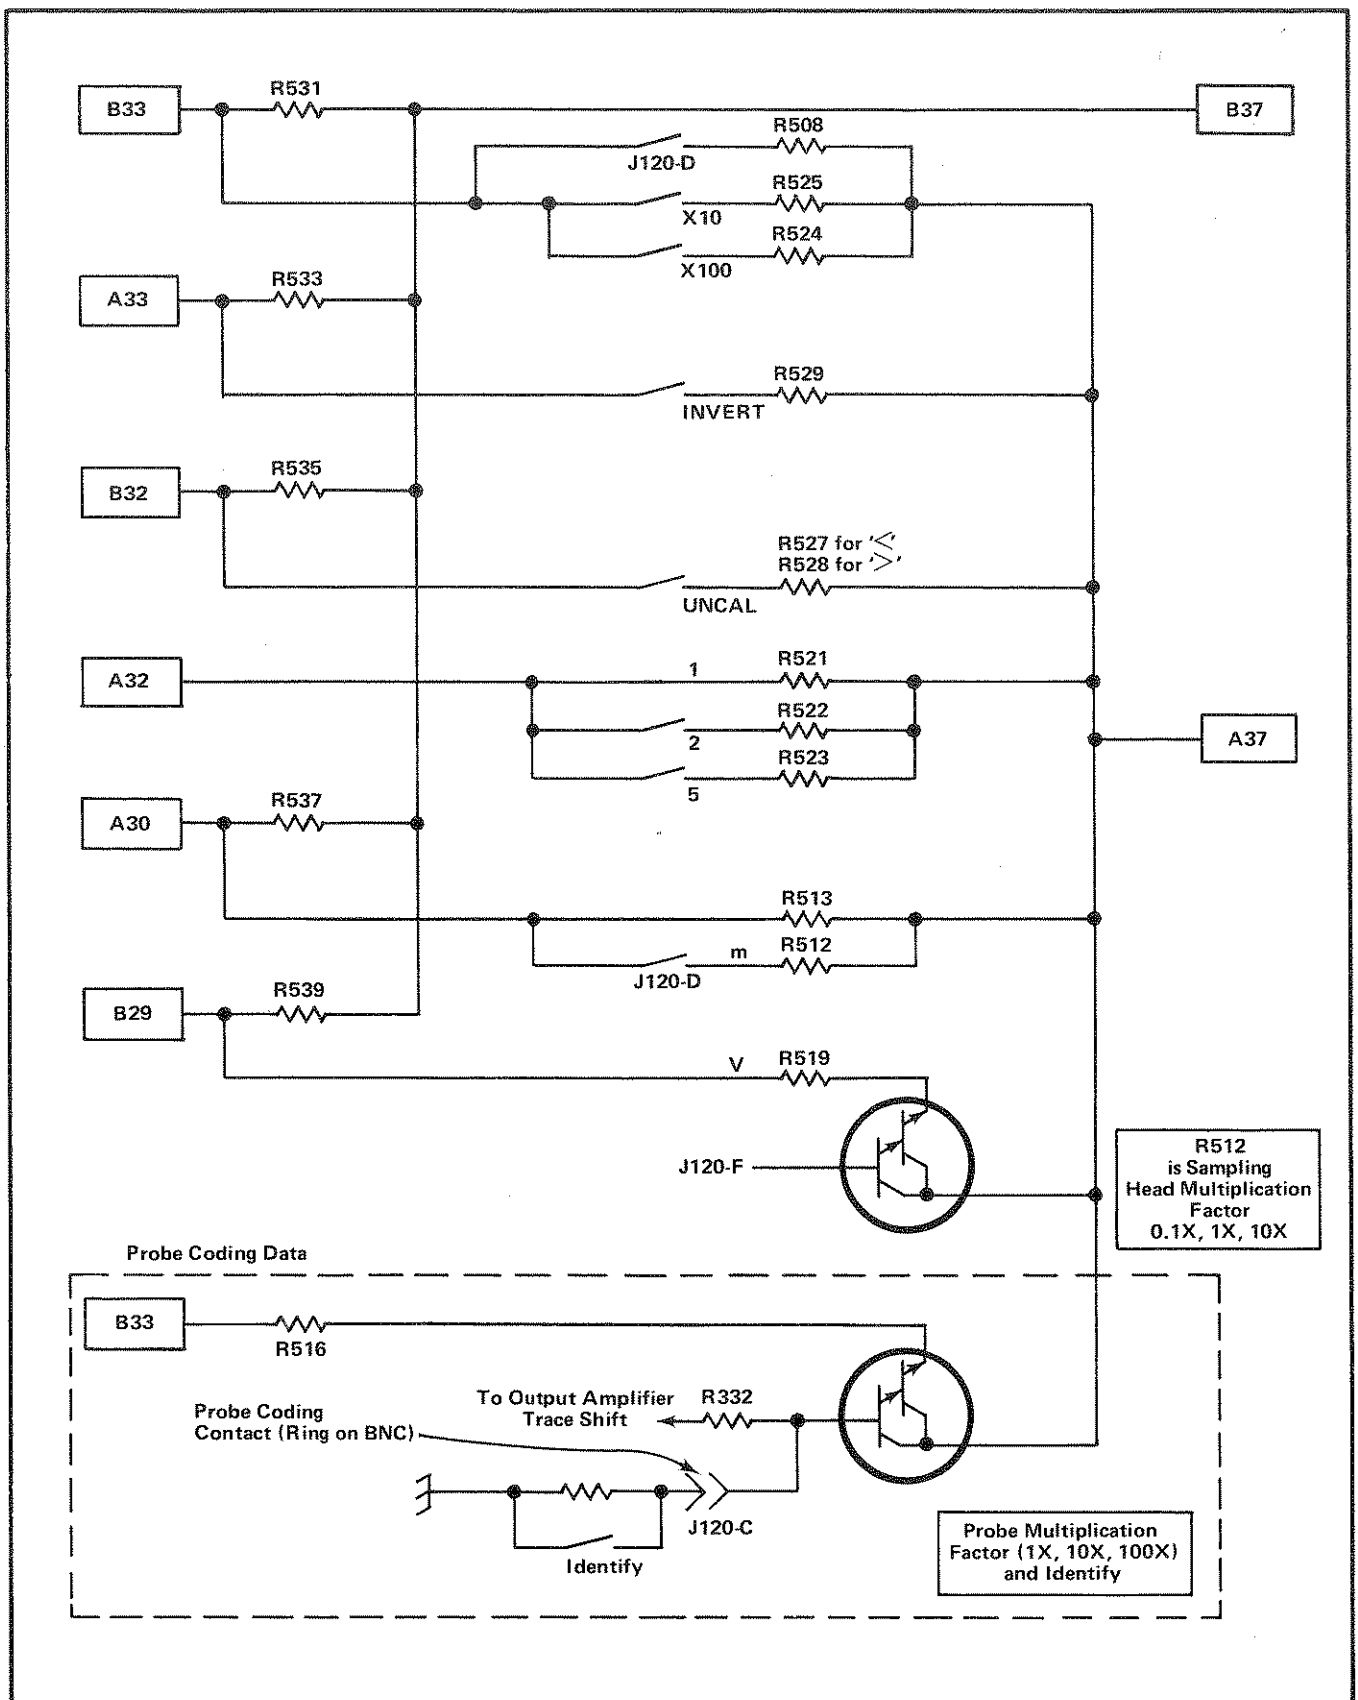 B33
R531
B37
R508
J120-D
R525
X10
R524
X100
A33
R533
R529
INVERT
B32
R535
R527 for '<'
R528 for '>'
UNCAL
A32
1
R521
R522
2
R523
5
A37
A30
R537
R513
m
R512
J120-D
B29
R539
V
R519
J120-F
R512
is Sampling
Head Multiplication
Factor
0.1X, 1X, 10X
Probe Coding Data
B33
R516
To Output Amplifier
Trace Shift
R332
Probe Coding
Contact (Ring on BNC)
J120-C
Identify
Probe Multiplication
Factor (1X, 10X, 100X)
and Identify